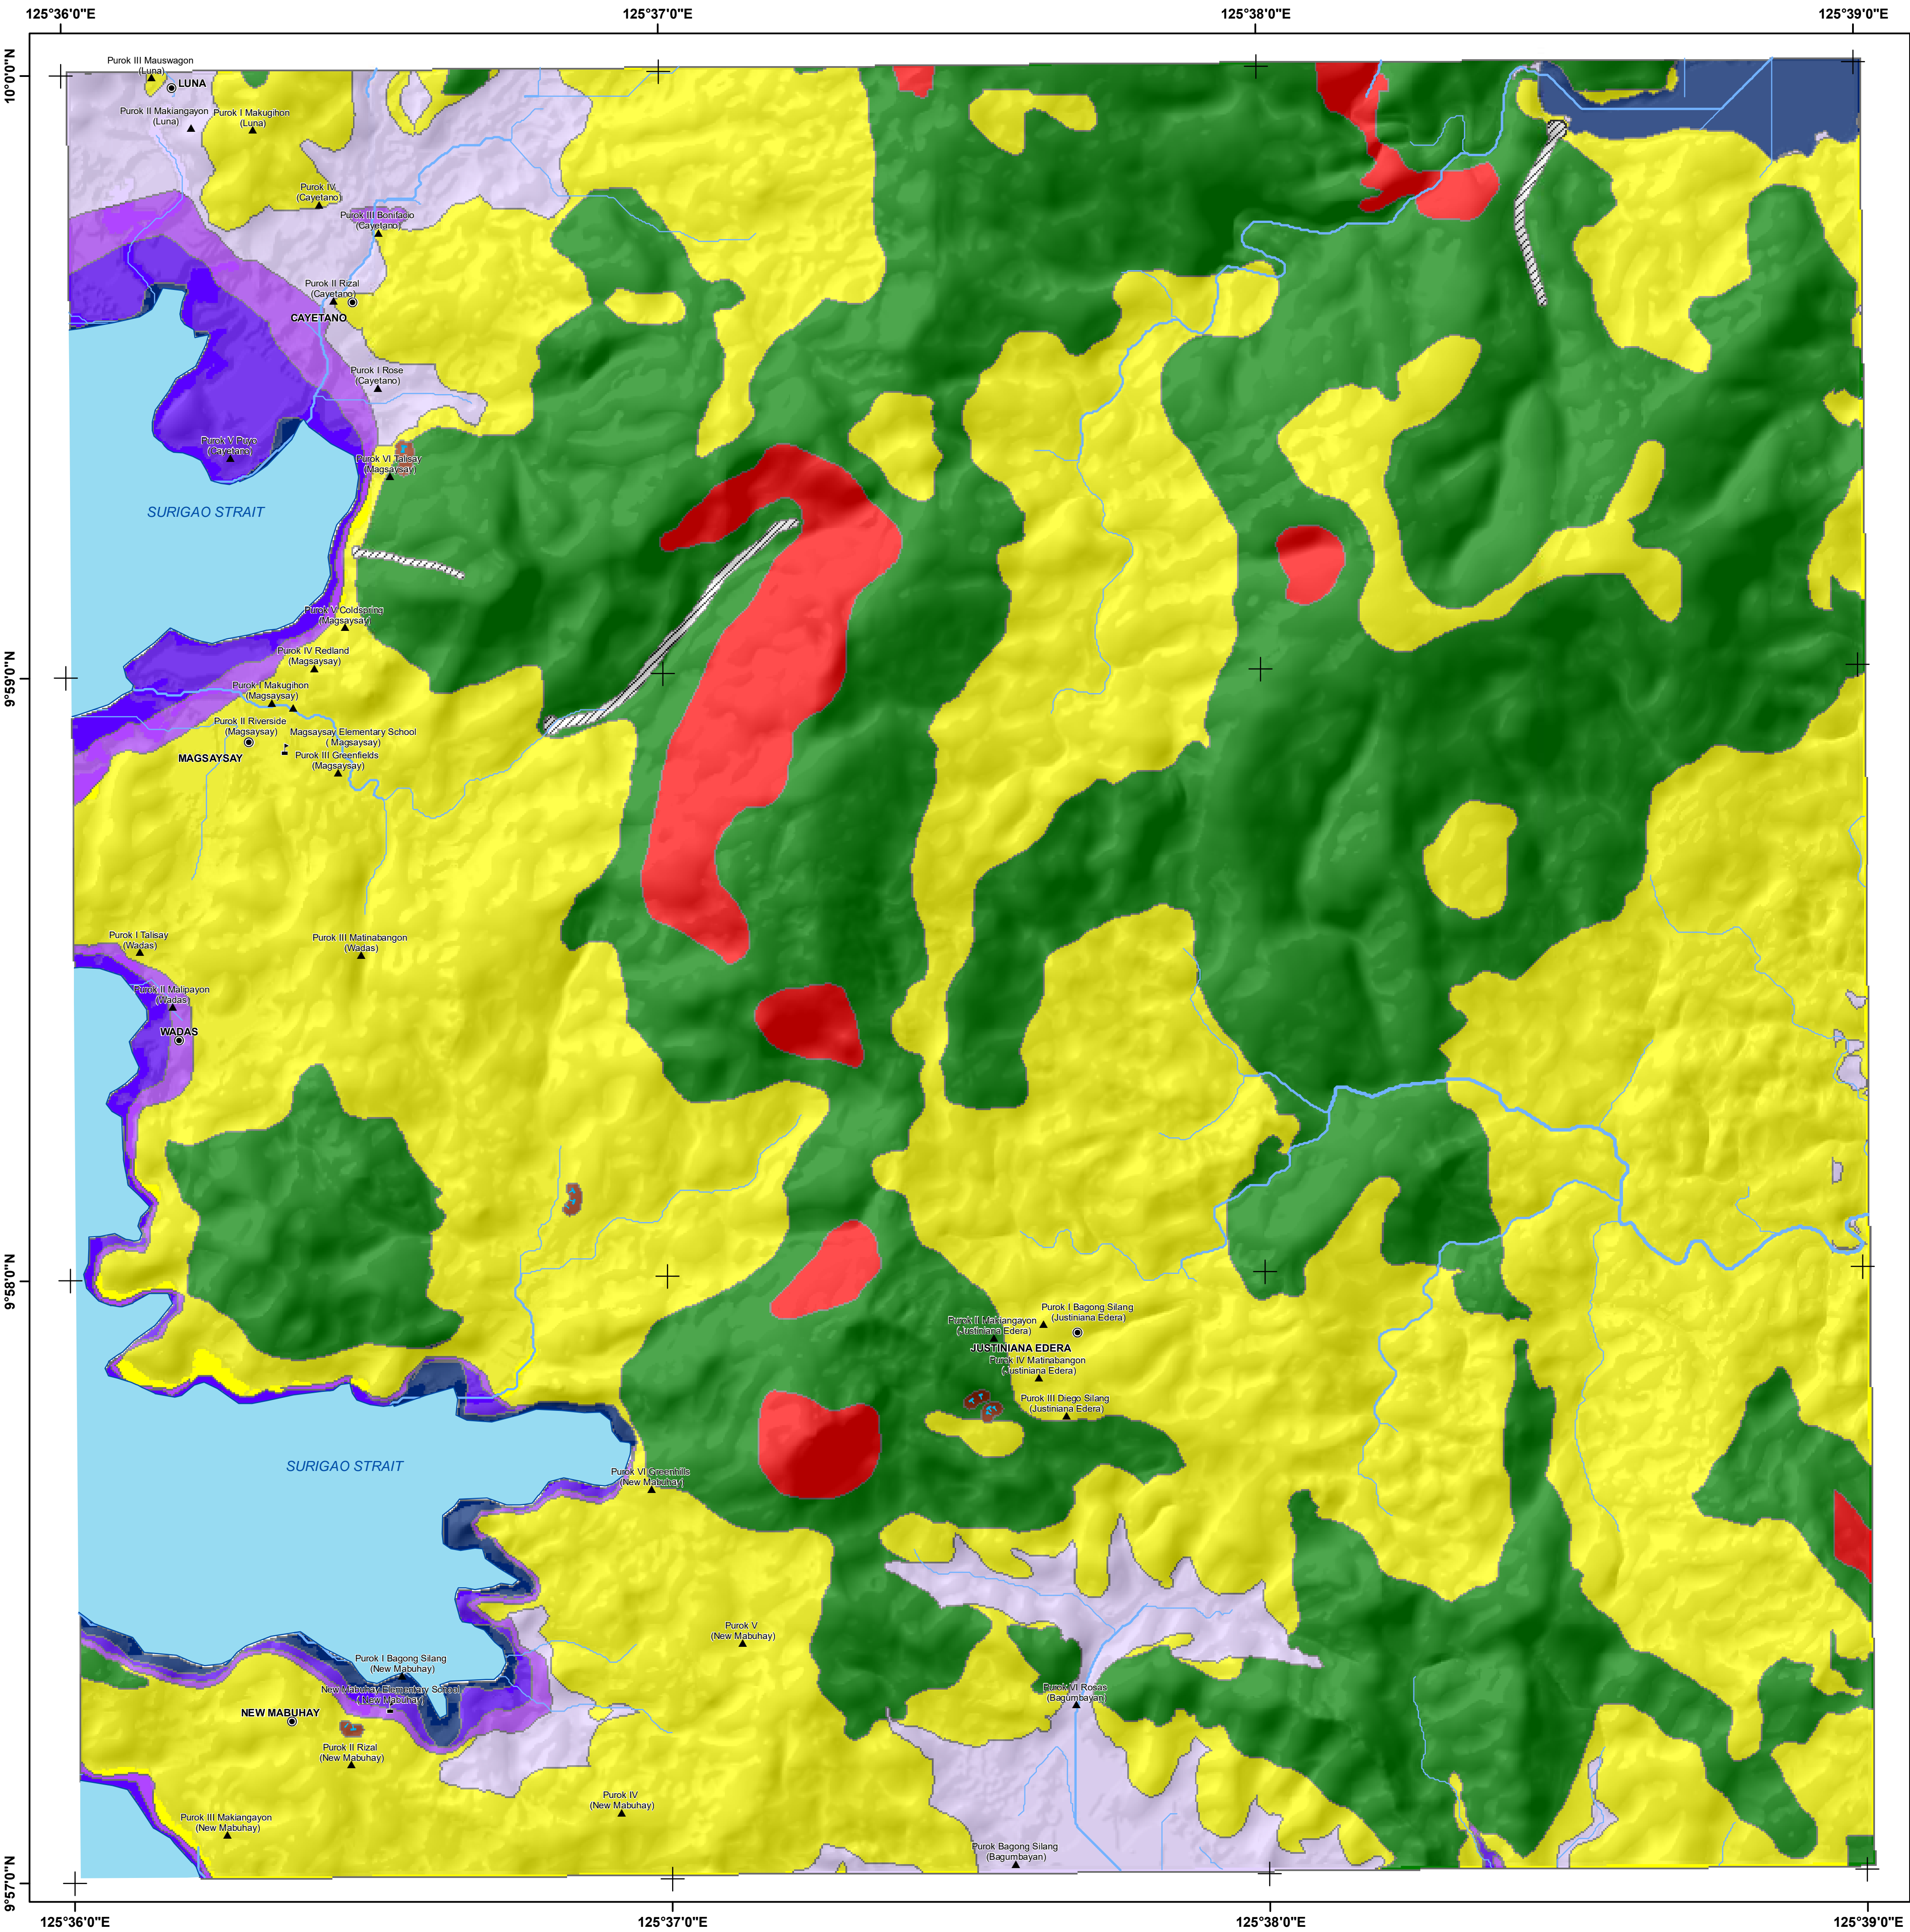 125°36'0"E
125°37'0"E
125°38'0"E
125°39'0"E
10°0'0"N
Purok III Mauswagon
(Luna)
LUNA
Purok II Makiangayon
(Luna)
Purok I Makugihon
(Luna)
Purok IV
(Cayetano)
Purok III Bonifacio
(Cayetano)
Purok II Rizal
(Cayetano)
CAYETANO
Purok I Rose
(Cayetano)
Purok V Puyo
(Cayetano)
Purok VI Talisay
(Magsaysay)
SURIGAO STRAIT
Purok V Coldspring
(Magsaysay)
Purok IV Redland
(Magsaysay)
9°59'0"N
Purok I Makugihon
(Magsaysay)
Purok II Riverside
(Magsaysay)
Magsaysay Elementary School
( Magsaysay)
MAGSAYSAY
Purok III Greenfields
(Magsaysay)
Purok I Talisay
(Wadas)
Purok III Matinabangon
(Wadas)
Purok II Malipayon
(Wadas)
WADAS
9°58'0"N
Purok I Bagong Silang
(Justiniana Edera)
Purok II Makiangayon
(Justiniana Edera)
JUSTINIANA EDERA
Purok IV Matinabangon
(Justiniana Edera)
Purok III Diego Silang
(Justiniana Edera)
SURIGAO STRAIT
Purok VI Greenhills
(New Mabuhay)
Purok V
(New Mabuhay)
Purok I Bagong Silang
(New Mabuhay)
New Mabuhay Elementary School
( New Mabuhay)
Purok VI Rosas
(Bagumbayan)
NEW MABUHAY
Purok II Rizal
(New Mabuhay)
Purok IV
(New Mabuhay)
Purok III Makiangayon
(New Mabuhay)
Purok Bagong Silang
(Bagumbayan)
9°57'0"N
125°36'0"E
125°37'0"E
125°38'0"E
125°39'0"E